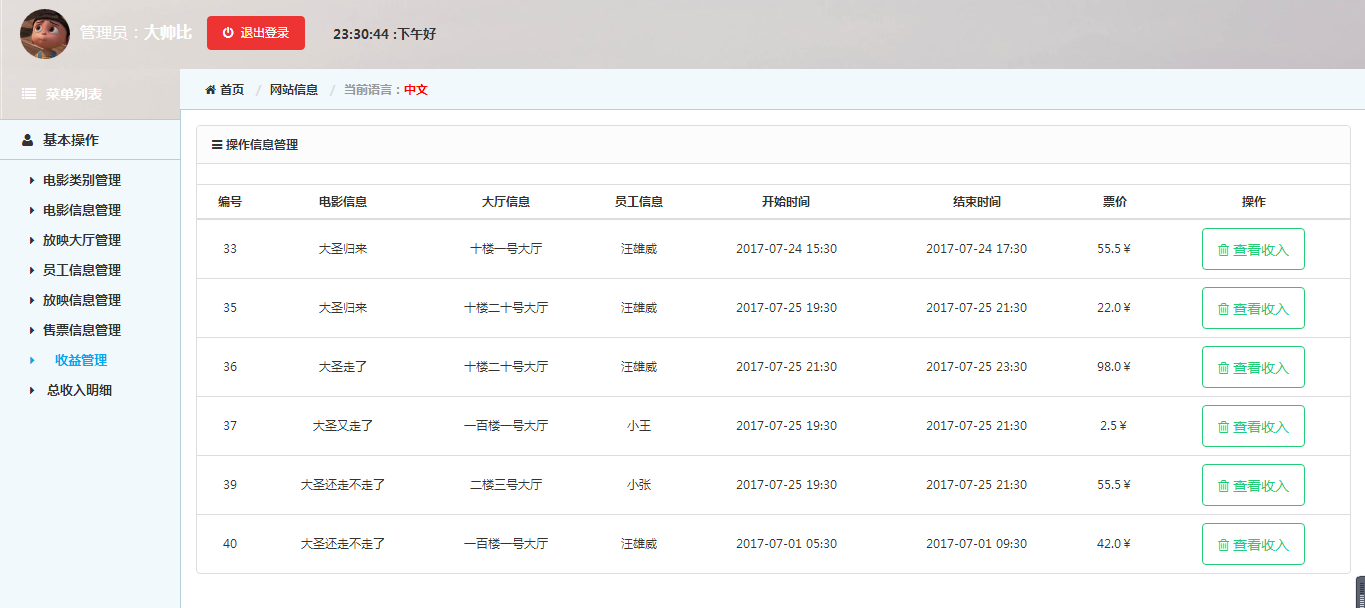 管理员：大帅比 退出登录 23:30:44 :下午好
菜单列表
首页 / 网站信息 / 当前语言：中文
基本操作
电影类别管理
电影信息管理
放映大厅管理
员工信息管理
放映信息管理
售票信息管理
收益管理
总收入明细
操作信息管理
编号 电影信息 大厅信息 员工信息 开始时间 结束时间 票价 操作
33 大圣归来 十楼一号大厅 汪雄威 2017-07-24 15:30 2017-07-24 17:30 55.5￥ 查看收入
35 大圣归来 十楼二十号大厅 汪雄威 2017-07-25 19:30 2017-07-25 21:30 22.0￥ 查看收入
36 大圣走了 十楼二十号大厅 汪雄威 2017-07-25 21:30 2017-07-25 23:30 98.0￥ 查看收入
37 大圣又走了 一百楼一号大厅 小王 2017-07-25 19:30 2017-07-25 21:30 2.5￥ 查看收入
39 大圣还走不走了 二楼三号大厅 小张 2017-07-25 19:30 2017-07-25 21:30 55.5￥ 查看收入
40 大圣还走不走了 一百楼一号大厅 汪雄威 2017-07-01 05:30 2017-07-01 09:30 42.0￥ 查看收入